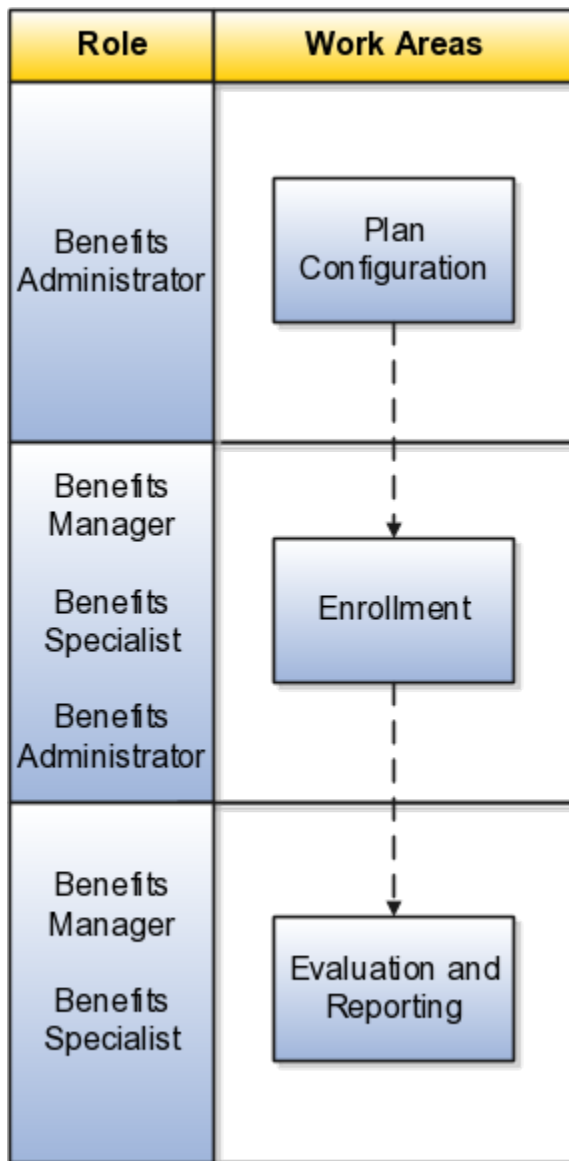 Role
Work Areas
Benefits
Administrator
Plan
Configuration
Benefits
Manager
Benefits
Specialist
Benefits
Administrator
Enrollment
Benefits
Manager
Benefits
Specialist
Evaluation and
Reporting